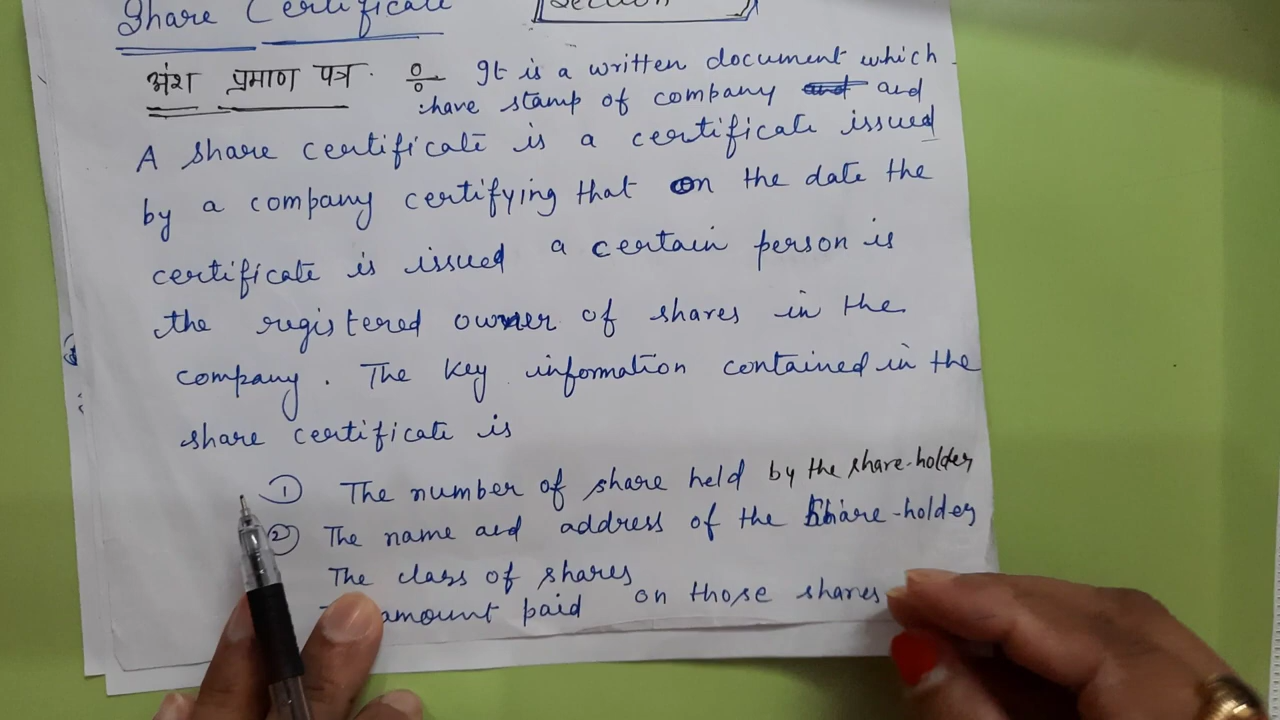 Share Certificate
Section
अंश प्रमाण पत्र. ÷ It is a written document which
have stamp of company and and
A share certificate is a certificate issued
by a company certifying that on the date the
certificate is issued a certain person is
the registered owner of shares in the
company. The key information contained in the
share certificate is
① The number of share held by the share-holder
② The name and address of the Share-holder
The class of shares
amount paid on those shares